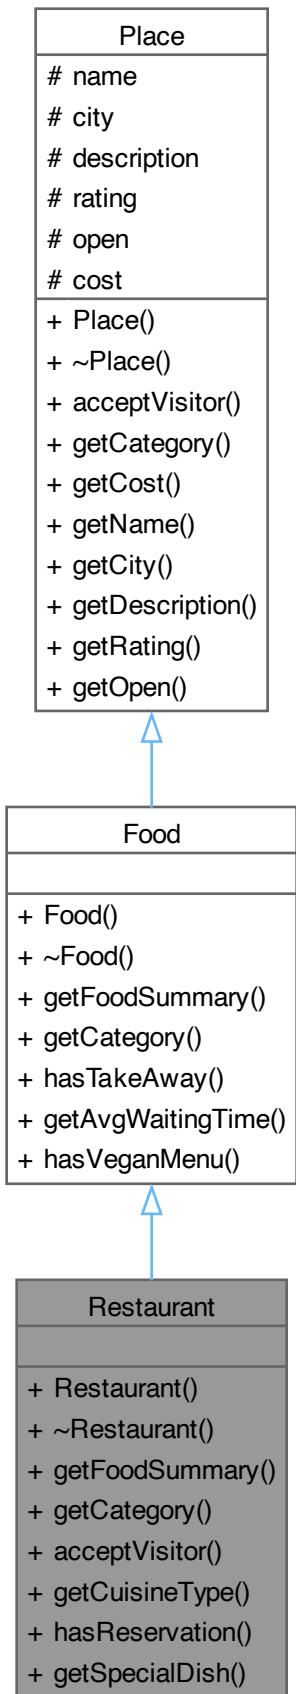 Place
# name
# city
# description
# rating
# open
# cost
+ Place()
+ ~Place()
+ acceptVisitor()
+ getCategory()
+ getCost()
+ getName()
+ getCity()
+ getDescription()
+ getRating()
+ getOpen()
Food
+ Food()
+ ~Food()
+ getFoodSummary()
+ getCategory()
+ hasTakeAway()
+ getAvgWaitingTime()
+ hasVeganMenu()
Restaurant
+ Restaurant()
+ ~Restaurant()
+ getFoodSummary()
+ getCategory()
+ acceptVisitor()
+ getCuisineType()
+ hasReservation()
+ getSpecialDish()